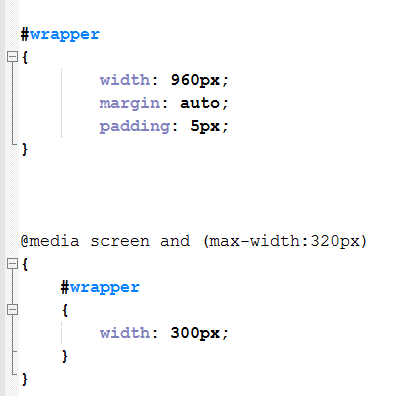 #wrapper
{
width: 960px;
margin: auto;
padding: 5px;
}
@media screen and (max-width:320px)
{
#wrapper
{
width: 300px;
}
}